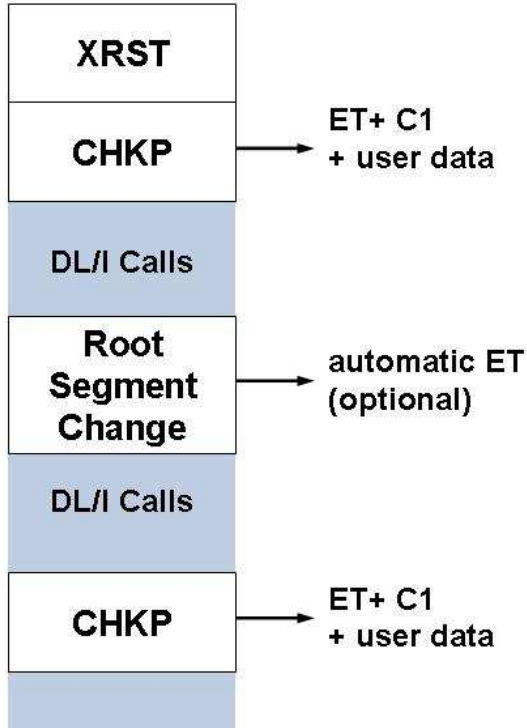 XRST
CHKP
ET+ C1
+ user data
DL/I Calls
Root
Segment
Change
automatic ET
(optional)
DL/I Calls
CHKP
ET+ C1
+ user data